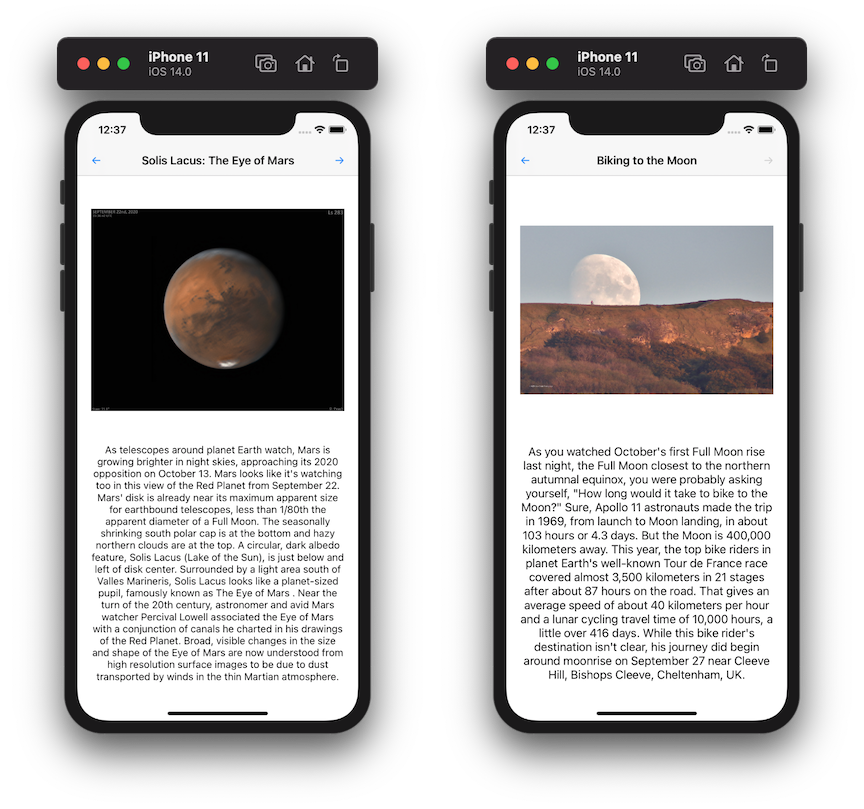 iPhone 11
iOS 14.0
12:37
Solis Lacus: The Eye of Mars
SEPTEMBER 22nd, 2020
As telescopes around planet Earth watch, Mars is
growing brighter in night skies, approaching its 2020
opposition on October 13. Mars looks like it's watching
too in this view of the Red Planet from September 22.
Mars' disk is already near its maximum apparent size
for earthbound telescopes, less than 1/80th the
apparent diameter of a Full Moon. The seasonally
shrinking south polar cap is at the bottom and hazy
northern clouds are at the top. A circular, dark albedo
feature, Solis Lacus (Lake of the Sun), is just below and
left of disk center. Surrounded by a light area south of
Valles Marineris, Solis Lacus looks like a planet-sized
pupil, famously known as The Eye of Mars . Near the
turn of the 20th century, astronomer and avid Mars
watcher Percival Lowell associated the Eye of Mars
with a conjunction of canals he charted in his drawings
of the Red Planet. Broad, visible changes in the size
and shape of the Eye of Mars are now understood from
high resolution surface images to be due to dust
transported by winds in the thin Martian atmosphere.
iPhone 11
iOS 14.0
12:37
Biking to the Moon
As you watched October's first Full Moon rise
last night, the Full Moon closest to the northern
autumnal equinox, you were probably asking
yourself, "How long would it take to bike to the
Moon?" Sure, Apollo 11 astronauts made the trip
in 1969, from launch to Moon landing, in about
103 hours or 4.3 days. But the Moon is 400,000
kilometers away. This year, the top bike riders in
planet Earth's well-known Tour de France race
covered almost 3,500 kilometers in 21 stages
after about 87 hours on the road. That gives an
average speed of about 40 kilometers per hour
and a lunar cycling travel time of 10,000 hours, a
little over 416 days. While this bike rider's
destination isn't clear, his journey did begin
around moonrise on September 27 near Cleeve
Hill, Bishops Cleeve, Cheltenham, UK.